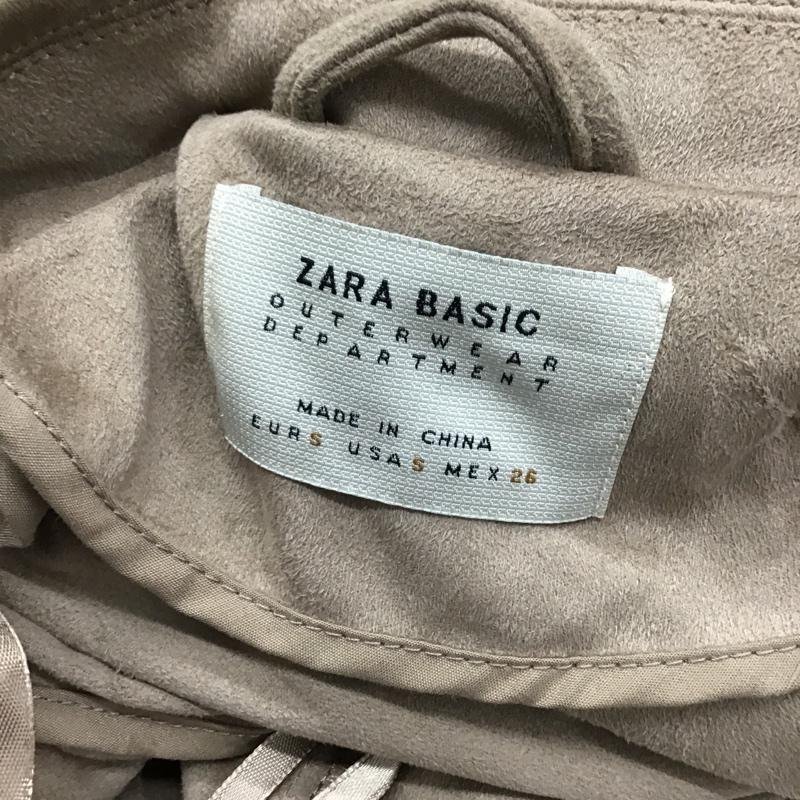 ZARA BASIC
OUTERWEAR
DEPARTMENT
MADE IN CHINA
EUR S USA S MEX 26